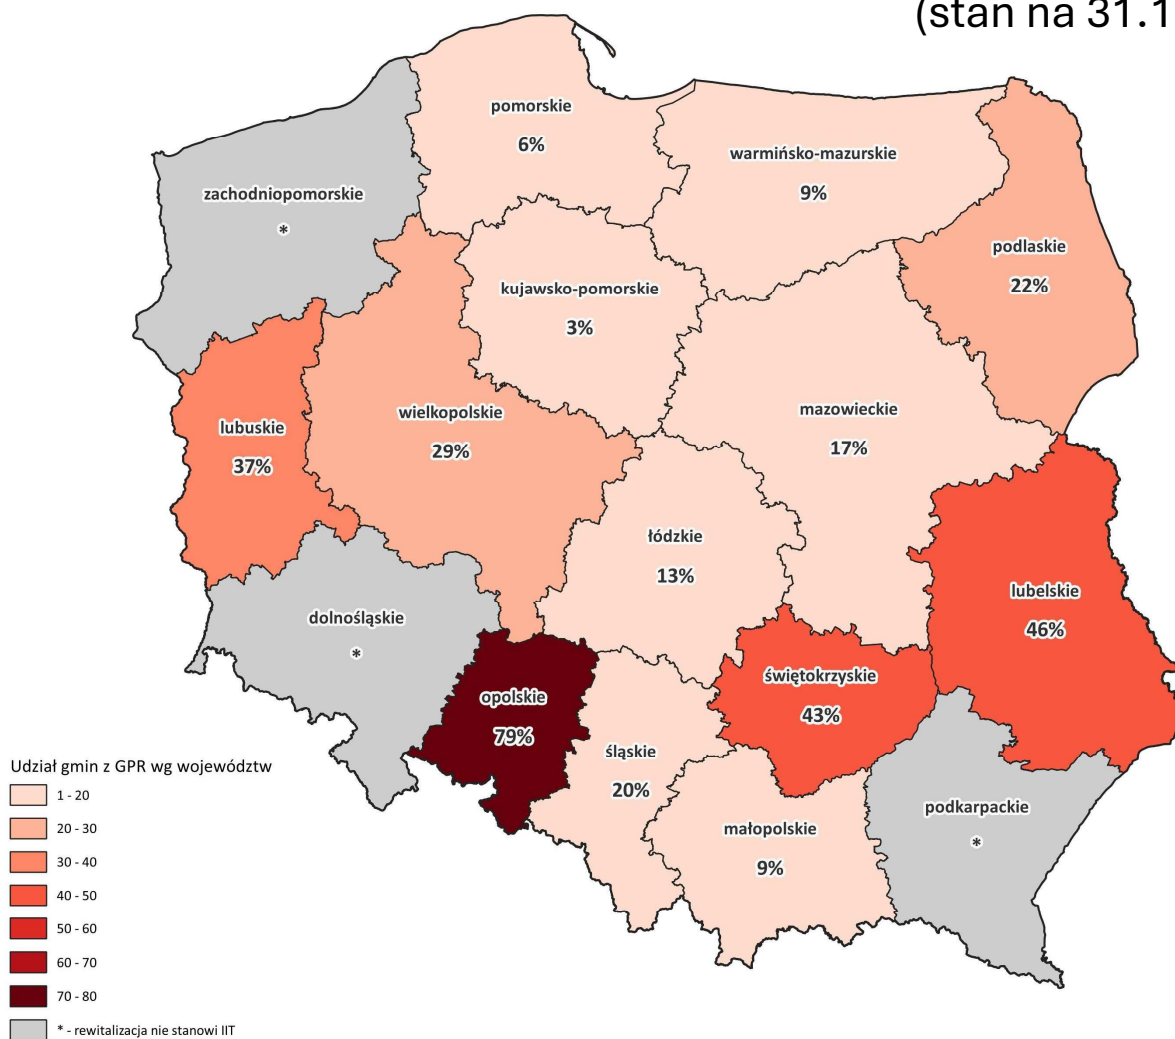 (stan na 31.1
pomorskie
6%
warmińsko-mazurskie
9%
zachodniopomorskie
*
podlaskie
22%
kujawsko-pomorskie
3%
wielkopolskie
29%
mazowieckie
17%
lubuskie
37%
łódzkie
13%
lubelskie
46%
dolnośląskie
*
świętokrzyskie
43%
opolskie
79%
śląskie
20%
podkarpackie
*
małopolskie
9%
Udział gmin z GPR wg województw
1 - 20
20 - 30
30 - 40
40 - 50
50 - 60
60 - 70
70 - 80
* - rewitalizacja nie stanowi IIT